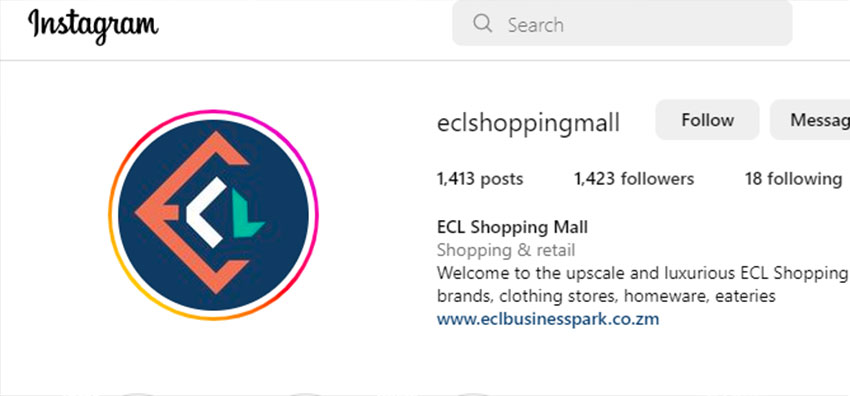 Instagram
Search
eclshoppingmall
Follow
Messag
1,413 posts
1,423 followers
18 following
ECL
ECL Shopping Mall
Shopping & retail
Welcome to the upscale and luxurious ECL Shopping
brands, clothing stores, homeware, eateries
www.eclbusinesspark.co.zm